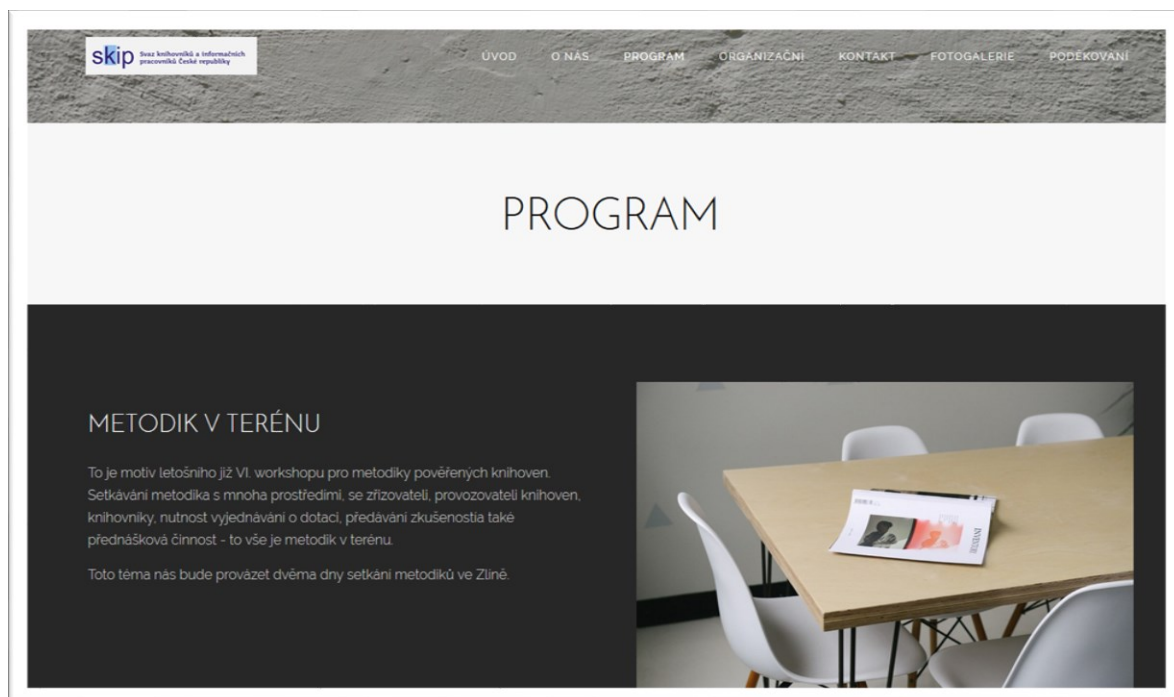 skip Svaz knihovníků a informačních
pracovníků České republiky
ÚVOD O NÁS PROGRAM ORGANIZAČNÍ KONTAKT FOTOGALERIE PODĚKOVÁNÍ
PROGRAM
METODIK V TERÉNU
To je motiv letošního již VI. workshopu pro metodiky pověřených knihoven.
Setkávání metodika s mnoha prostředími, se zřizovateli, provozovateli knihoven,
knihovníky, nutnost vyjednávání o dotaci, předávání zkušenostia také
přednášková činnost - to vše je metodik v terénu.
Toto téma nás bude provázet dvěma dny setkání metodiků ve Zlíně.